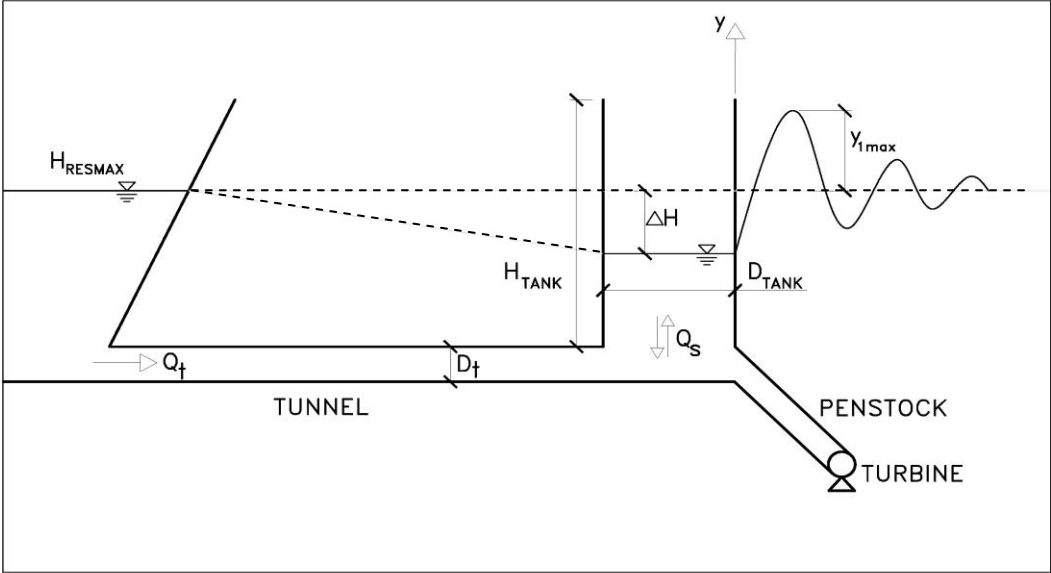 y
H_RESMAX
y_1max
ΔH
H_TANK
D_TANK
Q_s
Q_t
D_t
TUNNEL
PENSTOCK
TURBINE